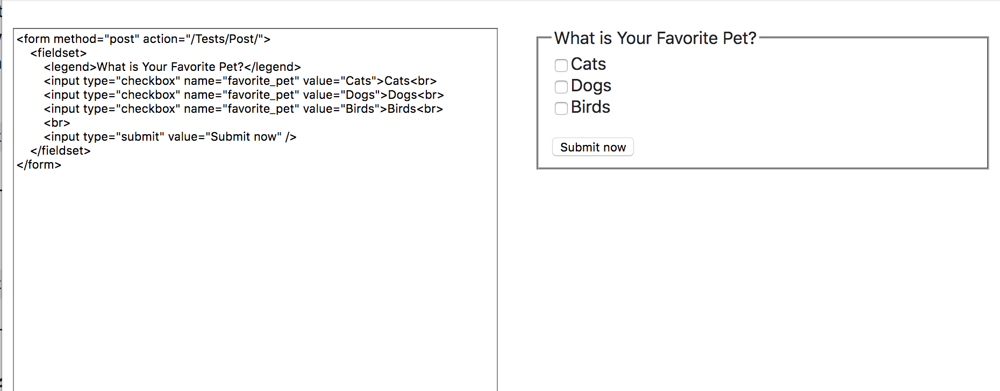 <form method="post" action="/Tests/Post/">
<fieldset>
<legend>What is Your Favorite Pet?</legend>
<input type="checkbox" name="favorite_pet" value="Cats">Cats<br>
<input type="checkbox" name="favorite_pet" value="Dogs">Dogs<br>
<input type="checkbox" name="favorite_pet" value="Birds">Birds<br>
<br>
<input type="submit" value="Submit now" />
</fieldset>
</form>
What is Your Favorite Pet?
Cats
Dogs
Birds
Submit now